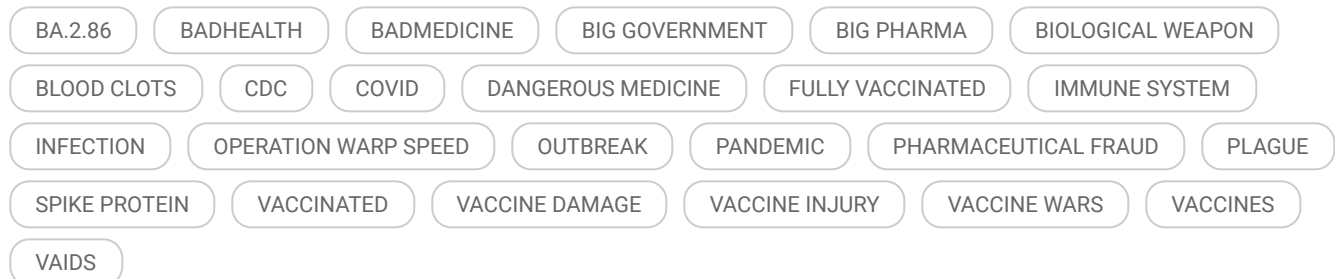 BA.2.86 BADHEALTH BADMEDICINE BIG GOVERNMENT BIG PHARMA BIOLOGICAL WEAPON
BLOOD CLOTS CDC COVID DANGEROUS MEDICINE FULLY VACCINATED IMMUNE SYSTEM
INFECTION OPERATION WARP SPEED OUTBREAK PANDEMIC PHARMACEUTICAL FRAUD PLAGUE
SPIKE PROTEIN VACCINATED VACCINE DAMAGE VACCINE INJURY VACCINE WARS VACCINES
VAIDS